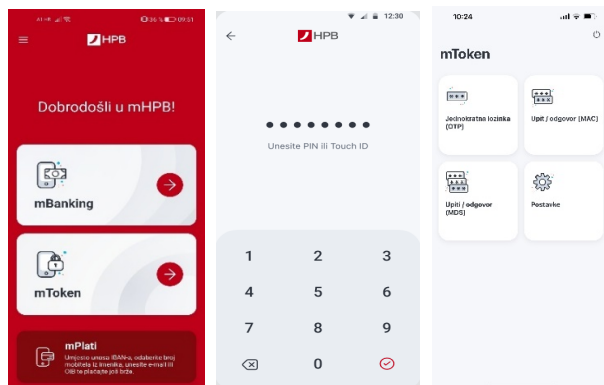 09:51
HPB
Dobrodošli u mHPB!
mBanking
mToken
mPlati
Umjesto unosa IBAN-a, odaberite broj
mobitela iz imenika, unesite e-mail ili
OIB te plaćajte još brže.
12:30
HPB
Unesite PIN ili Touch ID
1 2 3
4 5 6
7 8 9
0
10:24
mToken
Jednokratna lozinka
(OTP)
Upit / odgovor (MAC)
Upiti / odgovor
(MDS)
Postavke